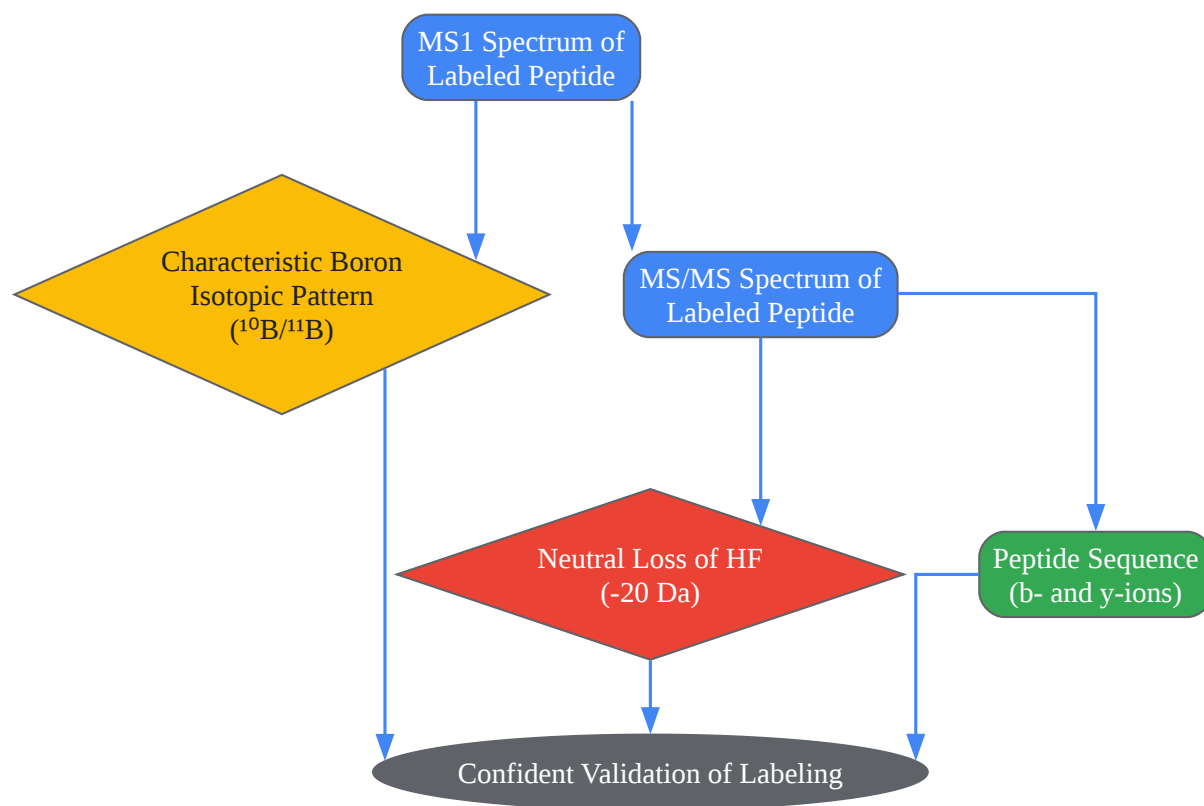 MS1 Spectrum of
Labeled Peptide
Characteristic Boron
Isotopic Pattern
(¹⁰B/¹¹B)
MS/MS Spectrum of
Labeled Peptide
Neutral Loss of HF
(-20 Da)
Peptide Sequence
(b- and y-ions)
Confident Validation of Labeling